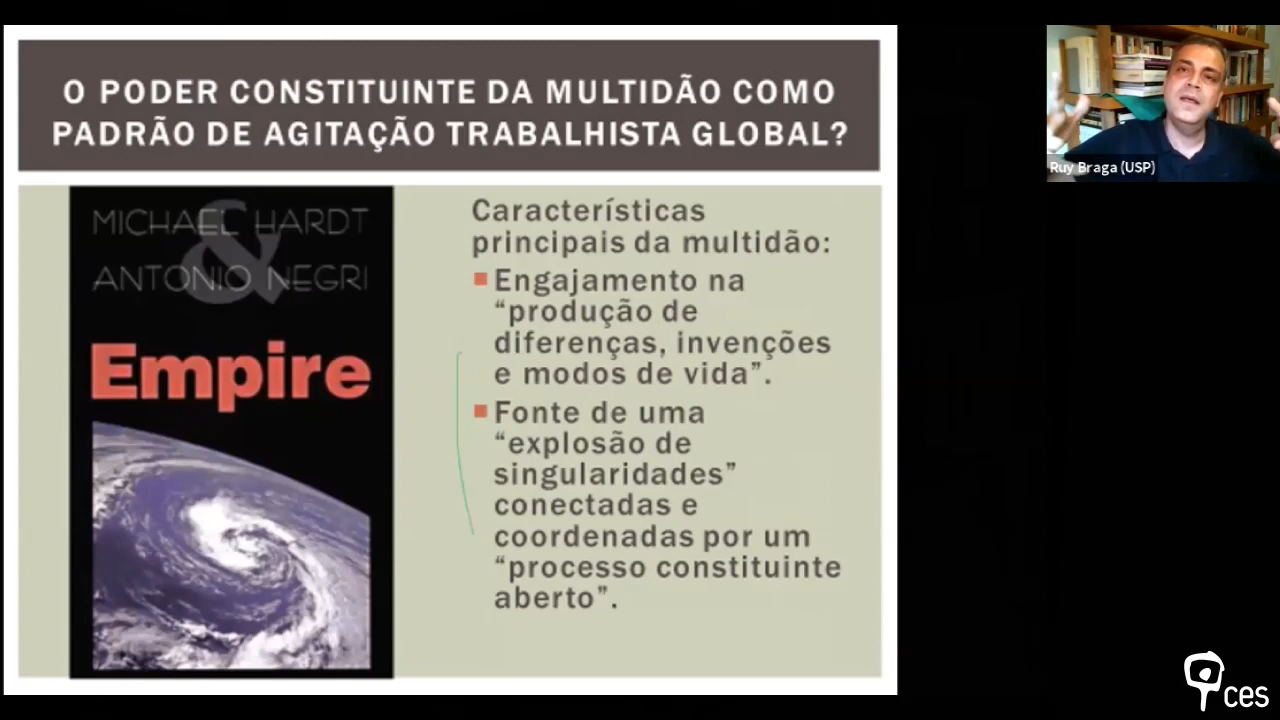 O PODER CONSTITUINTE DA MULTIDÃO COMO
PADRÃO DE AGITAÇÃO TRABALHISTA GLOBAL?
MICHAEL HARDT
&
ANTONIO NEGRI
Empire
Características
principais da multidão:
Engajamento na
“produção de
diferenças, invenções
e modos de vida”.
Fonte de uma
“explosão de
singularidades”
conectadas e
coordenadas por um
“processo constituinte
aberto”.
Ruy Braga (USP)
ces